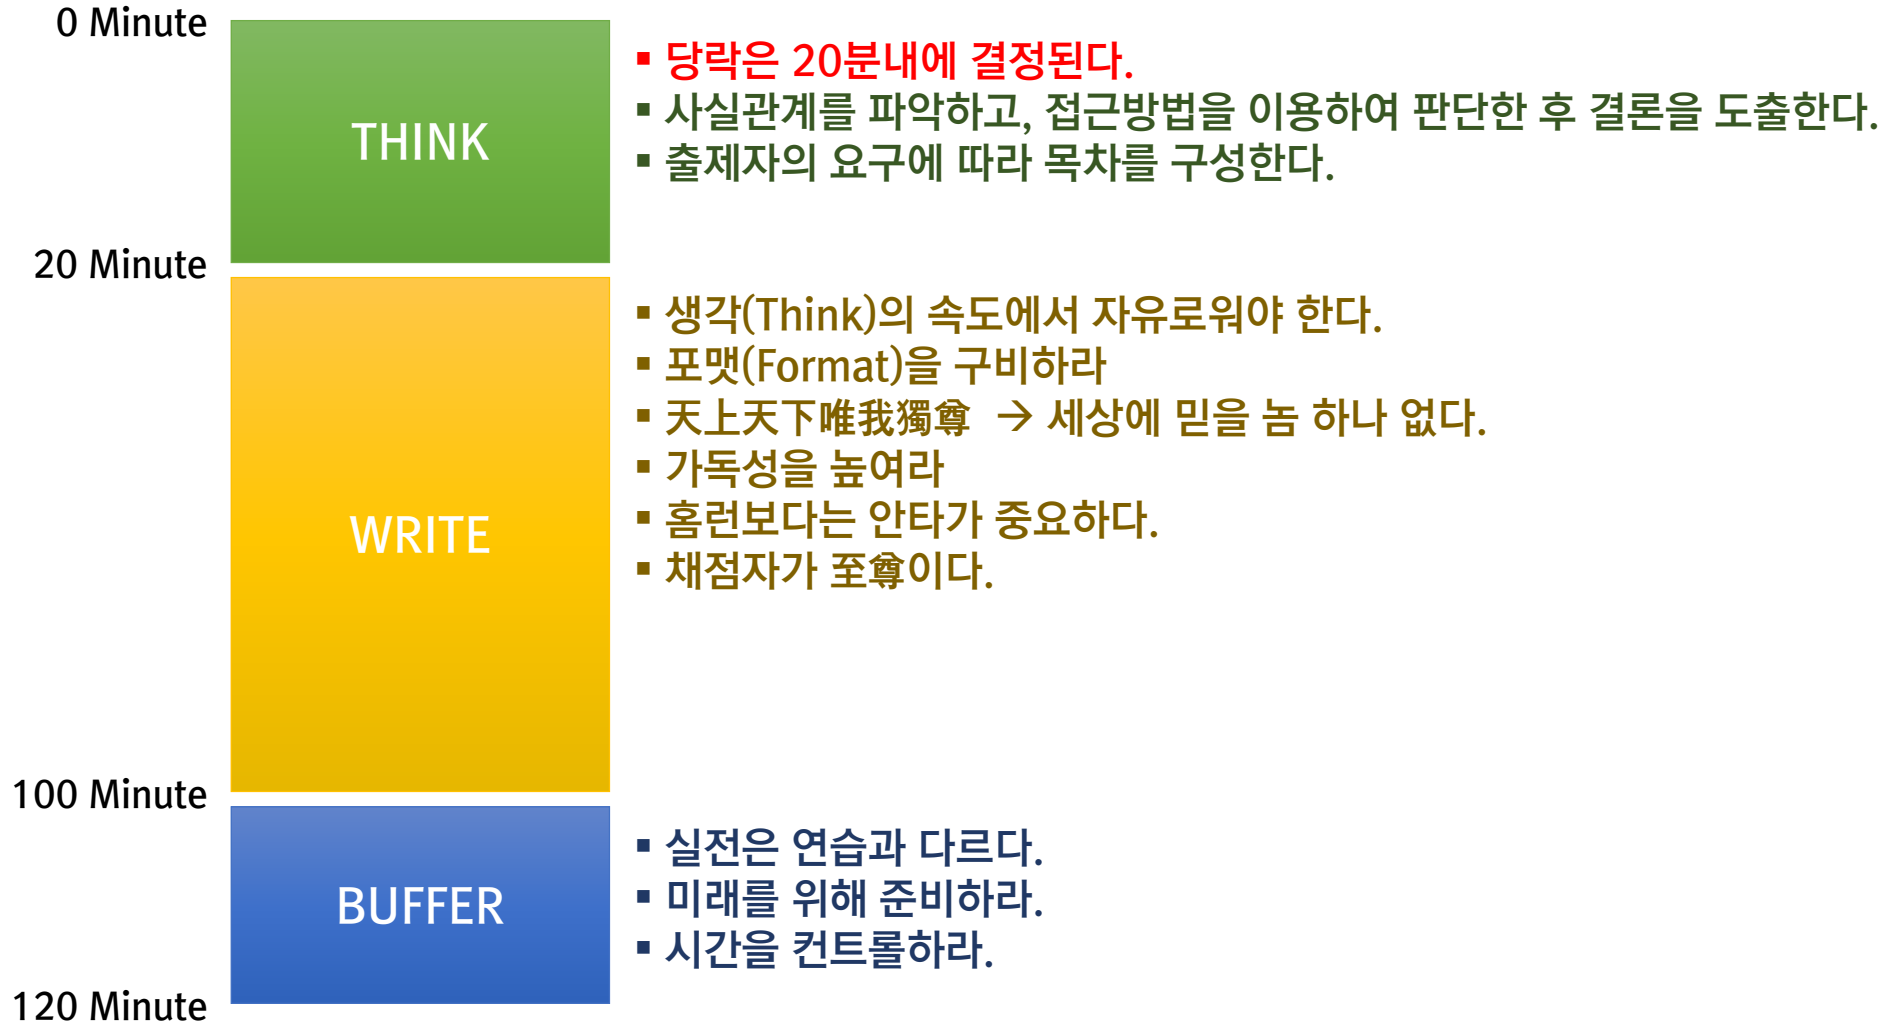 0 Minute
THINK
▪ 당락은 20분내에 결정된다.
▪ 사실관계를 파악하고, 접근방법을 이용하여 판단한 후 결론을 도출한다.
▪ 출제자의 요구에 따라 목차를 구성한다.
20 Minute
WRITE
▪ 생각(Think)의 속도에서 자유로워야 한다.
▪ 포맷(Format)을 구비하라
▪ 天上天下唯我獨尊 → 세상에 믿을 놈 하나 없다.
▪ 가독성을 높여라
▪ 홈런보다는 안타가 중요하다.
▪ 채점자가 至尊이다.
100 Minute
BUFFER
▪ 실전은 연습과 다르다.
▪ 미래를 위해 준비하라.
▪ 시간을 컨트롤하라.
120 Minute